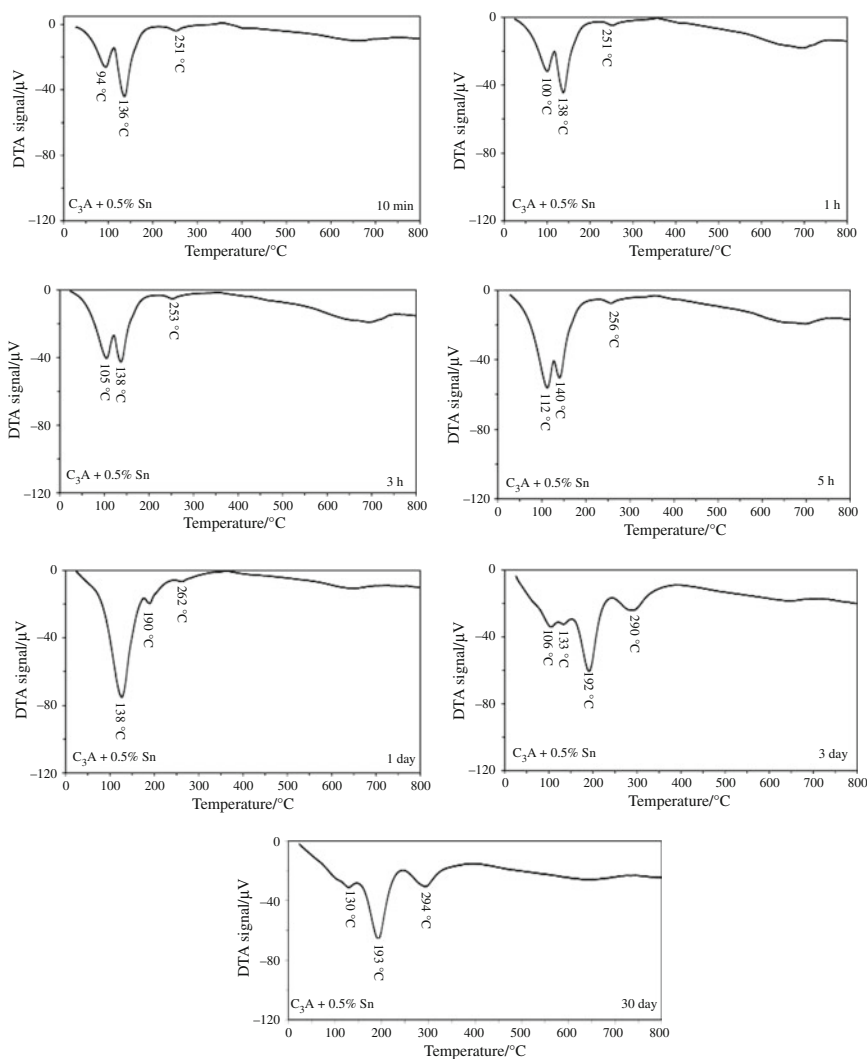 0
−40
−80
−120
DTA signal/μV
94 °C
136 °C
251 °C
C3A + 0.5% Sn
10 min
0 100 200 300 400 500 600 700 800
Temperature/°C
0
−40
−80
−120
DTA signal/μV
100 °C
138 °C
251 °C
C3A + 0.5% Sn
1 h
0 100 200 300 400 500 600 700 800
Temperature/°C
0
−40
−80
−120
DTA signal/μV
105 °C
138 °C
253 °C
C3A + 0.5% Sn
3 h
0 100 200 300 400 500 600 700 800
Temperature/°C
0
−40
−80
−120
DTA signal/μV
112 °C
140 °C
256 °C
C3A + 0.5% Sn
5 h
0 100 200 300 400 500 600 700 800
Temperature/°C
0
−40
−80
−120
DTA signal/μV
138 °C
190 °C
262 °C
C3A + 0.5% Sn
1 day
0 100 200 300 400 500 600 700 800
Temperature/°C
0
−40
−80
−120
DTA signal/μV
106 °C
133 °C
192 °C
290 °C
C3A + 0.5% Sn
3 day
0 100 200 300 400 500 600 700 800
Temperature/°C
0
−40
−80
−120
DTA signal/μV
130 °C
193 °C
294 °C
C3A + 0.5% Sn
30 day
0 100 200 300 400 500 600 700 800
Temperature/°C